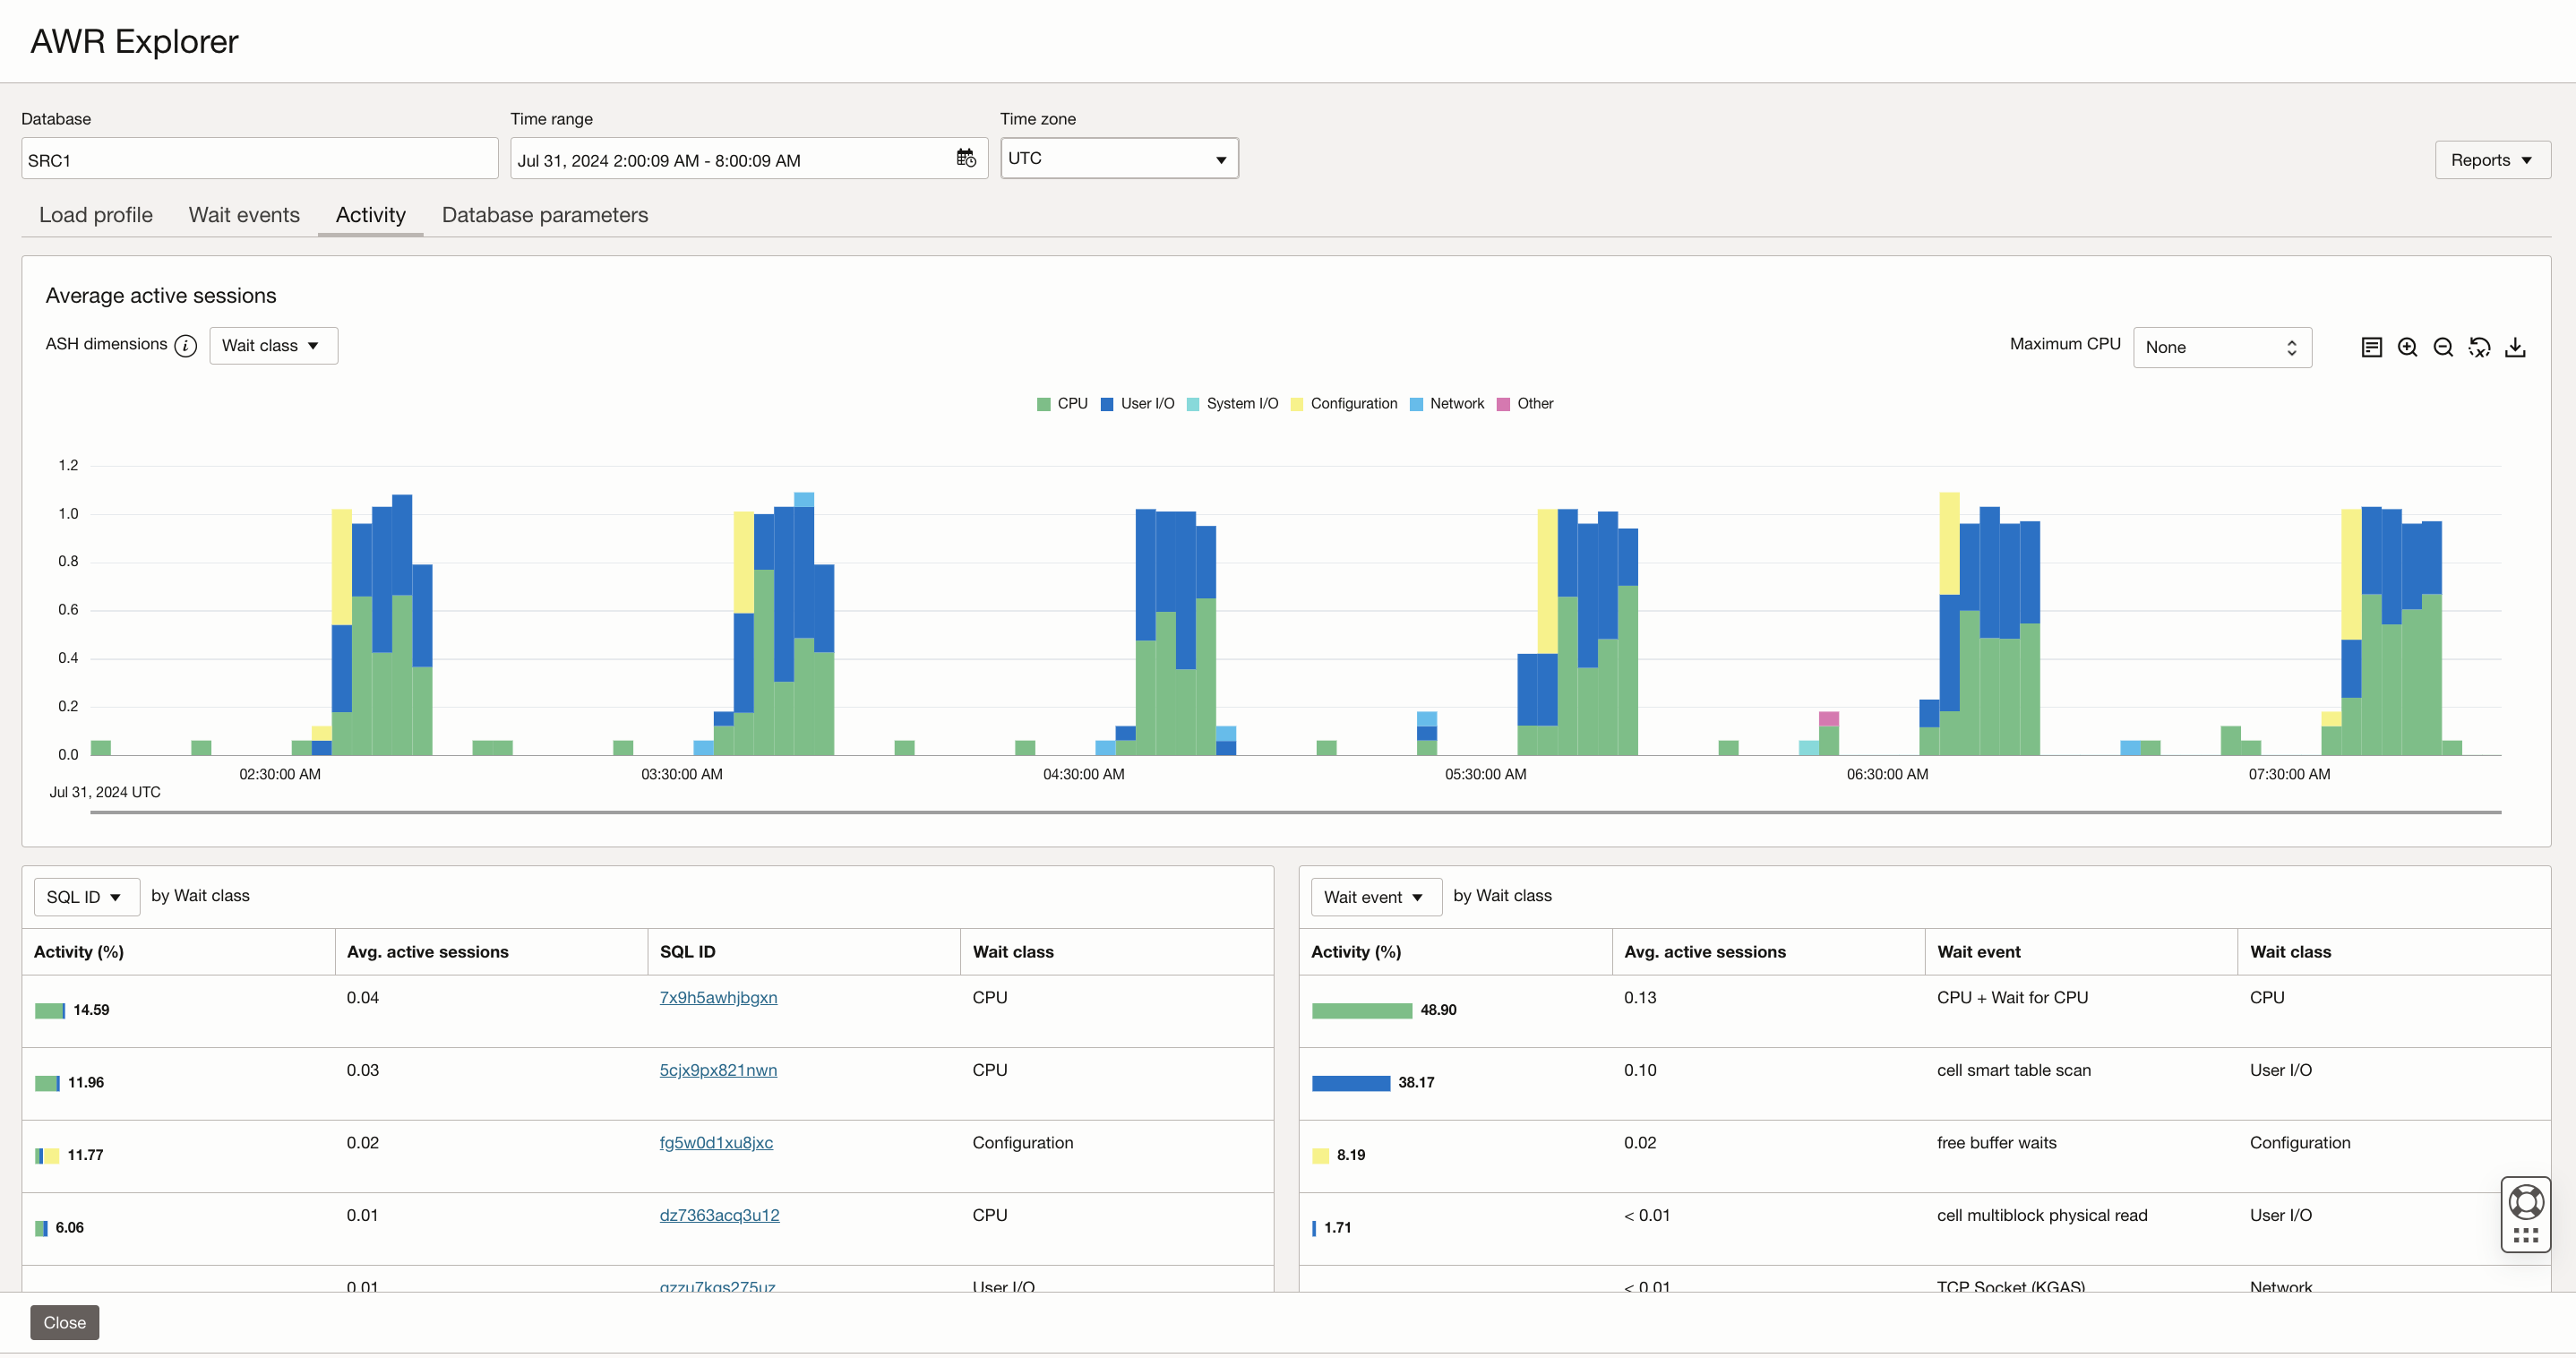 AWR Explorer
Database
Time range
Time zone
SRC1
Jul 31, 2024 2:00:09 AM - 8:00:09 AM
UTC
Reports
Load profile Wait events Activity Database parameters
Average active sessions
ASH dimensions i Wait class
Maximum CPU None
CPU User I/O System I/O Configuration Network Other
1.2
1.0
0.8
0.6
0.4
0.2
0.0
02:30:00 AM 03:30:00 AM 04:30:00 AM 05:30:00 AM 06:30:00 AM 07:30:00 AM
Jul 31, 2024 UTC
SQL ID by Wait class
Activity (%) Avg. active sessions SQL ID Wait class
14.59 0.04 7x9h5awhjbgxn CPU
11.96 0.03 5cjx9px821nwn CPU
11.77 0.02 fg5w0d1xu8jxc Configuration
6.06 0.01 dz7363acq3u12 CPU
0.01 gzzu7kgs275uz User I/O
Wait event by Wait class
Activity (%) Avg. active sessions Wait event Wait class
48.90 0.13 CPU + Wait for CPU CPU
38.17 0.10 cell smart table scan User I/O
8.19 0.02 free buffer waits Configuration
1.71 < 0.01 cell multiblock physical read User I/O
< 0.01 TCP Socket (KGAS) Network
Close